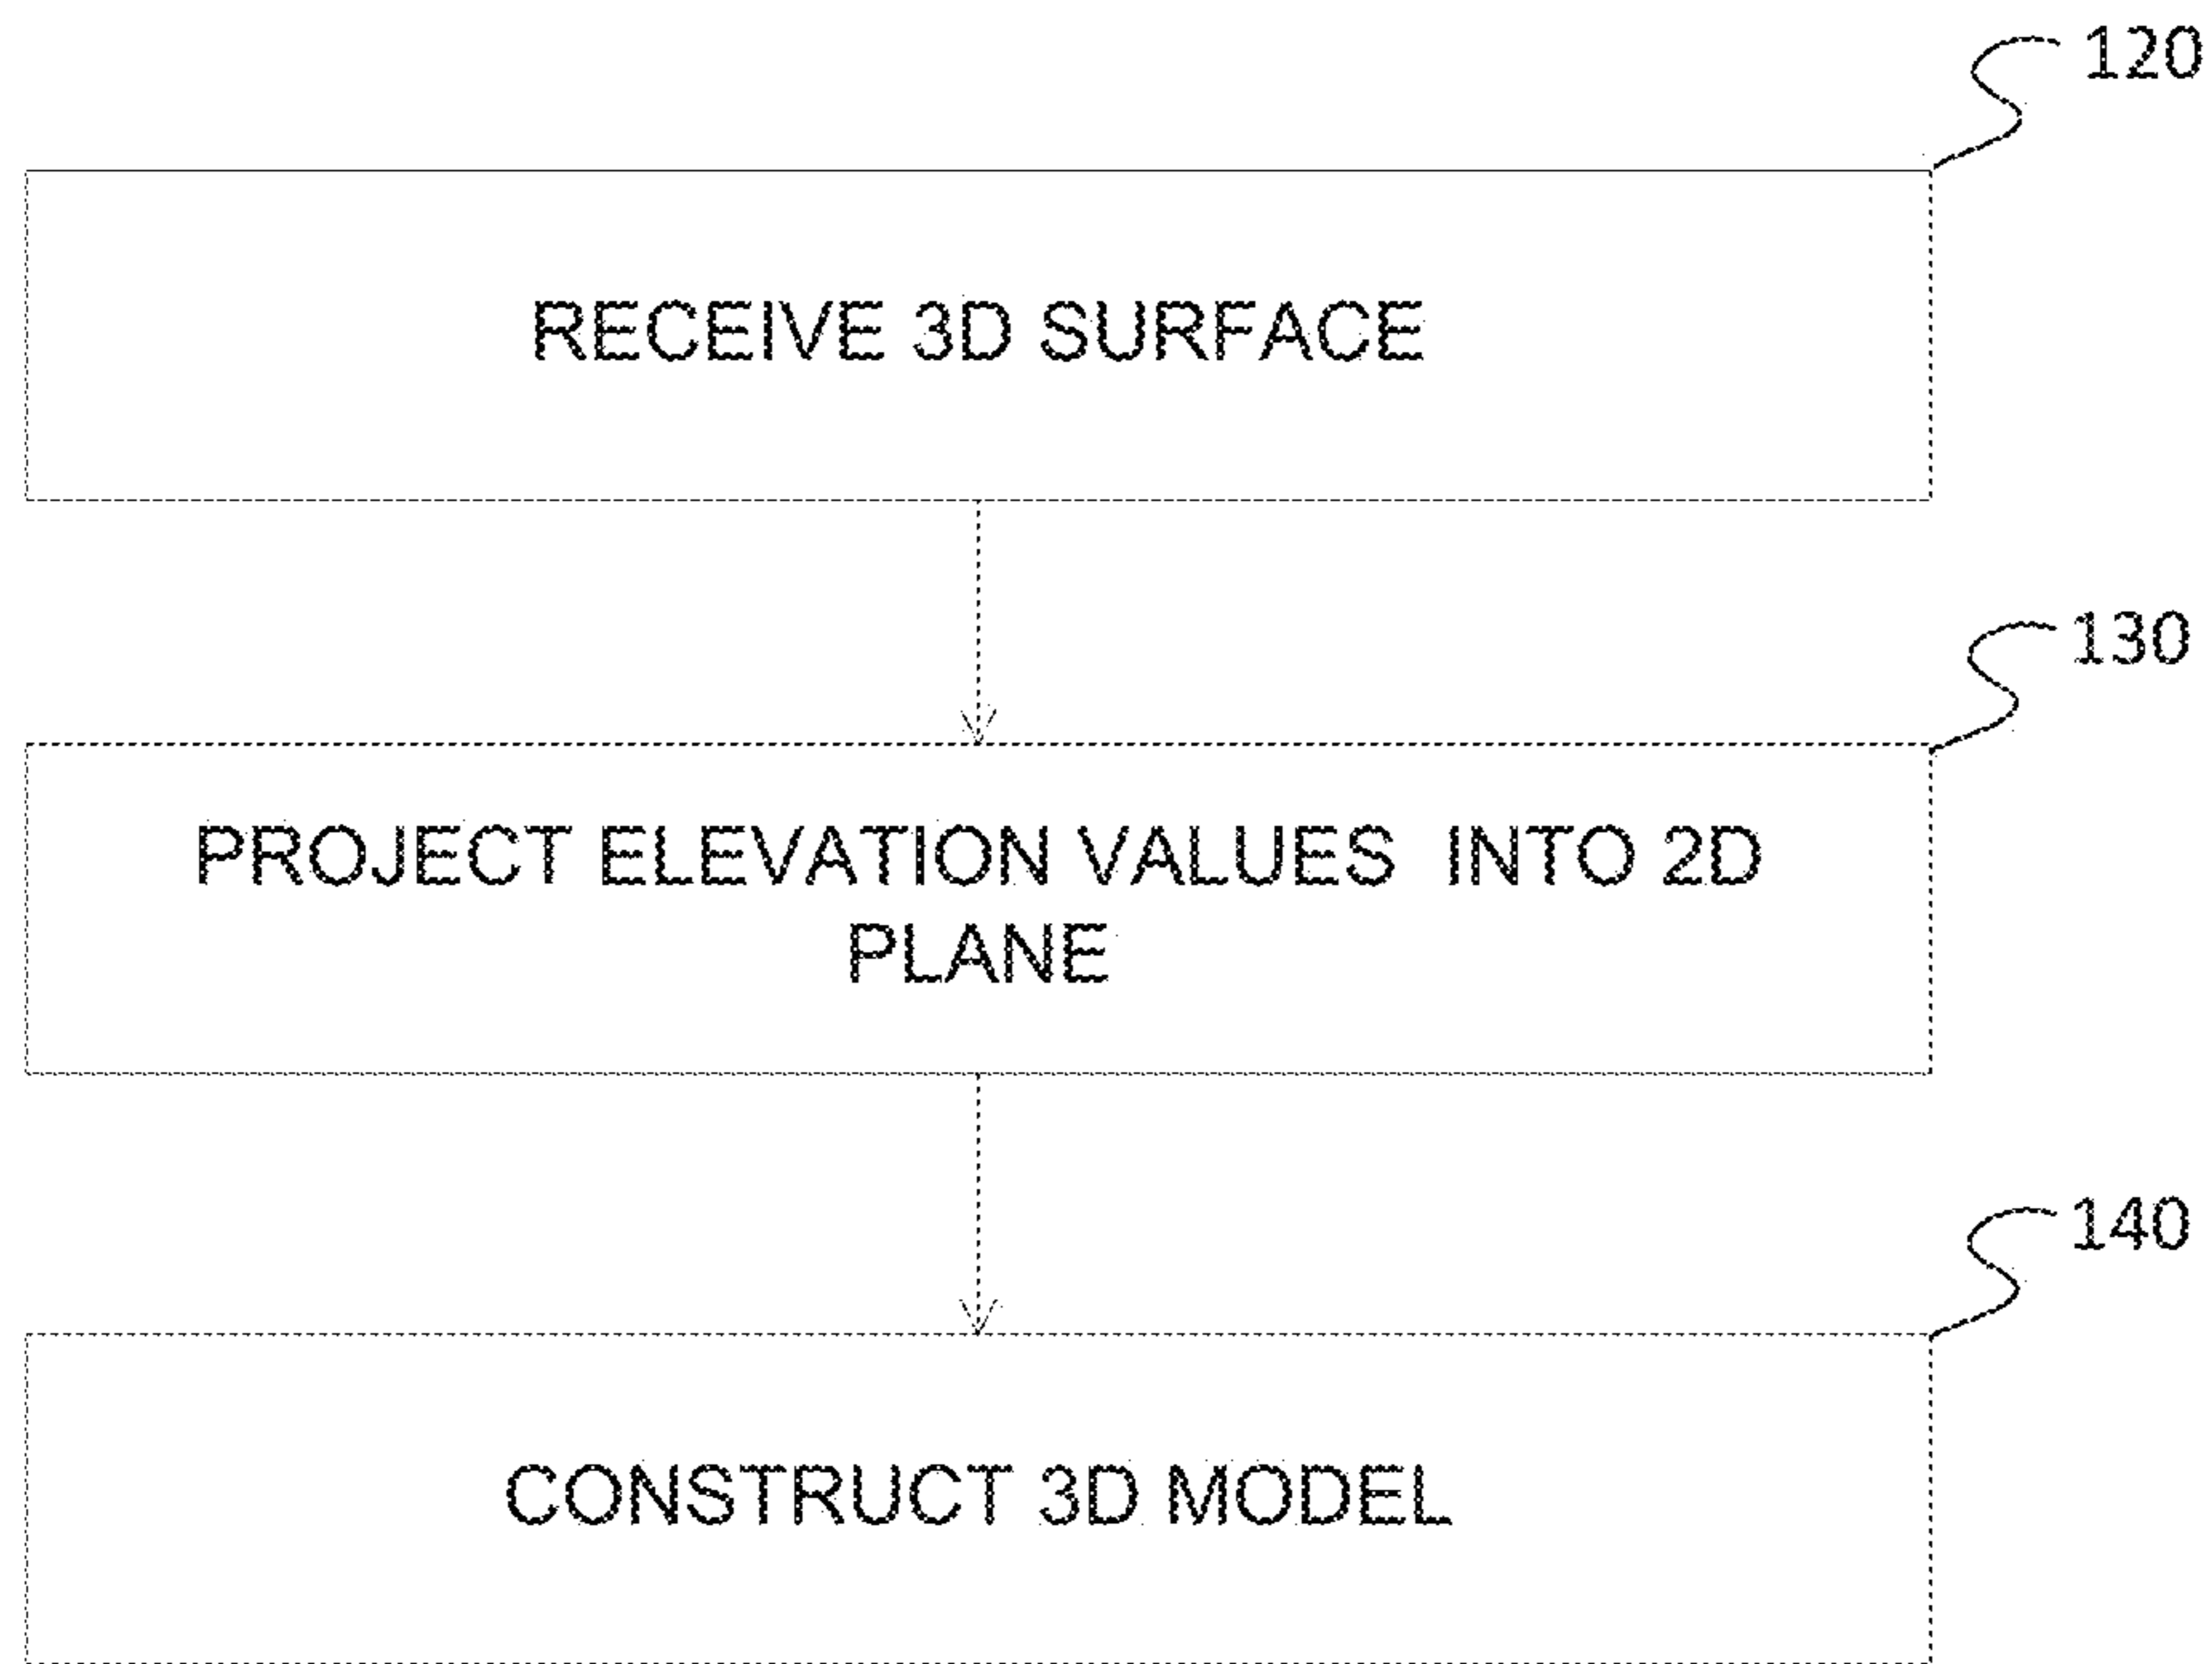 120
RECEIVE 3D SURFACE
130
PROJECT ELEVATION VALUES INTO 2D
PLANE
140
CONSTRUCT 3D MODEL